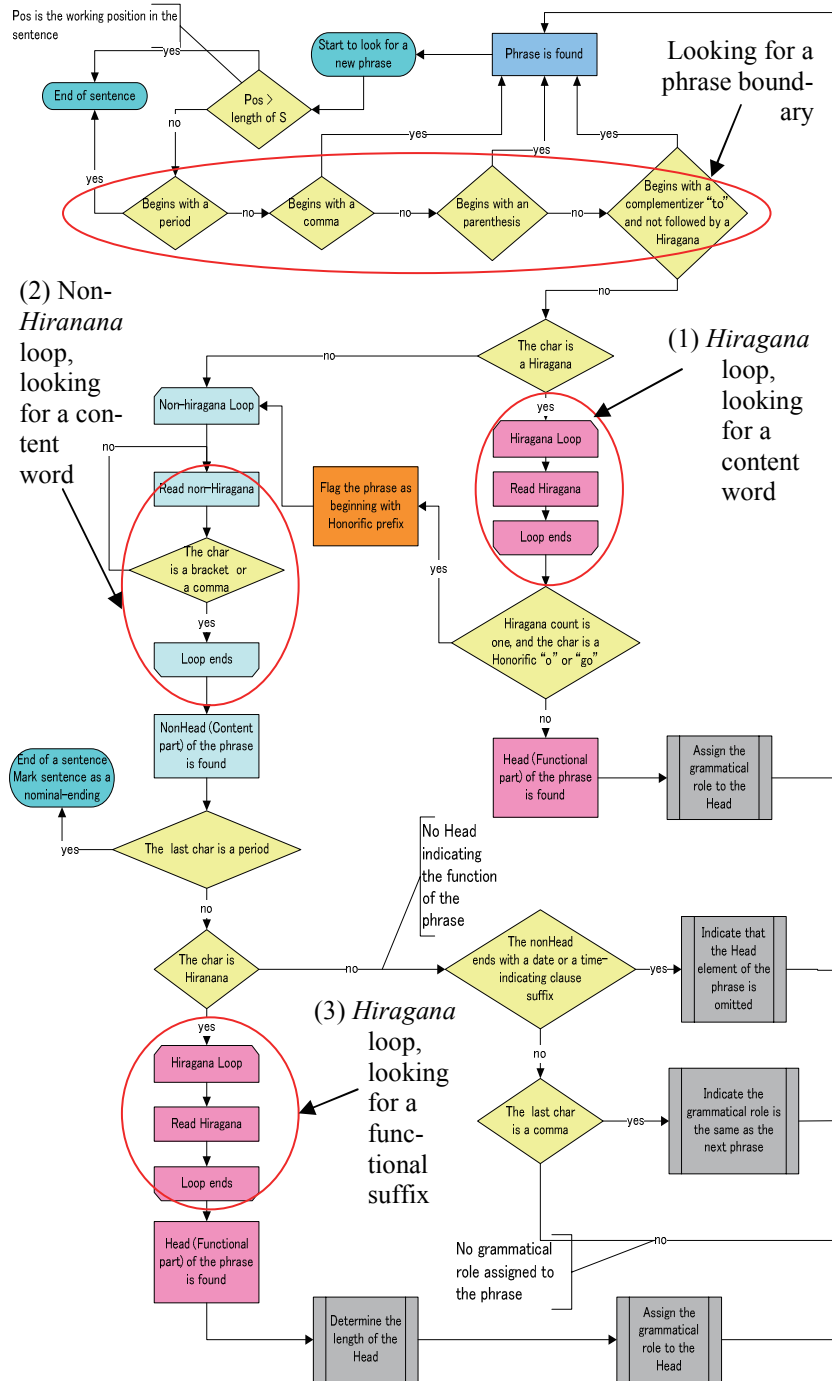 Pos is the working position in the
sentence
yes
Start to look for a
new phrase
Phrase is found
Looking for a
phrase bound-
ary
End of sentence
Pos >
length of S
no
yes
yes
yes
yes
Begins with a
period
no
Begins with a
comma
no
Begins with an
parenthesis
no
Begins with a
complementizer "to"
and not followed by a
Hiragana
no
(2) Non-
Hiranana
loop,
looking
for a con-
tent
word
The char is
a Hiragana
no
yes
(1) Hiragana
loop,
looking
for a
content
word
Non-hiragana Loop
no
Read non-Hiragana
The char
is a bracket or
a comma
yes
Loop ends
Flag the phrase as
beginning with
Honorific prefix
Hiragana Loop
Read Hiragana
Loop ends
yes
Hiragana count is
one, and the char is a
Honorific "o" or "go"
no
NonHead (Content
part) of the phrase
is found
Head (Functional
part) of the phrase
is found
Assign the
grammatical
role to the
Head
End of a sentence
Mark sentence as a
nominal-ending
yes
The last char is a period
no
No Head
indicating
the function
of the
phrase
The char is
Hiranana
no
The nonHead
ends with a date or a time-
indicating clause
suffix
yes
Indicate that
the Head
element of the
phrase is
omitted
yes
(3) Hiragana
loop,
looking
for a
func-
tional
suffix
Hiragana Loop
Read Hiragana
Loop ends
no
The last char
is a comma
yes
Indicate the
grammatical role is
the same as the
next phrase
no
No grammatical
role assigned to
the phrase
Head (Functional
part) of the phrase
is found
Determine the
length of the
Head
Assign the
grammatical
role to the
Head